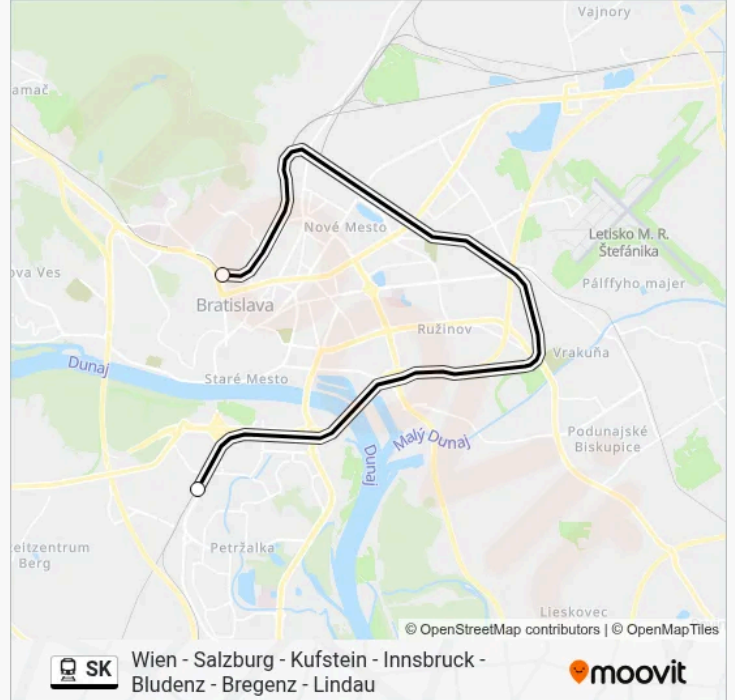 Vajnory
amač
Nové Mesto
Letisko M. R.
Štefánika
ova Ves
Pálffyho majer
Bratislava
Ružinov
Vrakuňa
Dunaj
Staré Mesto
Malý Dunaj
Podunajské
Biskupice
Dunaj
eitzentrum
Berg
Petržalka
Lieskovec
© OpenStreetMap contributors | © OpenMapTiles
SK
Wien - Salzburg - Kufstein - Innsbruck -
Bludenz - Bregenz - Lindau
moovit